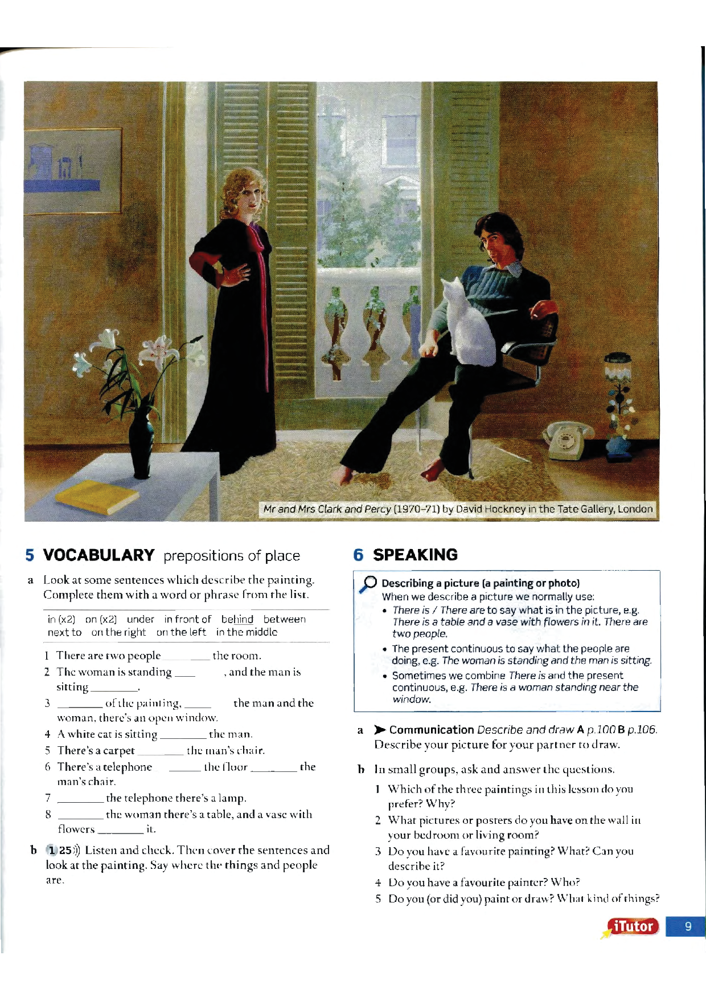 Mr and Mrs Clark and Percy (1970–71) by David Hockney in the Tate Gallery, London
5 VOCABULARY prepositions of place
a Look at some sentences which describe the painting.
Complete them with a word or phrase from the list.
in (x2) on (x2) under in front of behind between
next to on the right on the left in the middle
1 There are two people ________ the room.
2 The woman is standing ____ , and the man is
sitting ________.
3 ________ of the painting, _____ the man and the
woman, there's an open window.
4 A white cat is sitting ________ the man.
5 There's a carpet ________ the man's chair.
6 There's a telephone ______ the floor ________ the
man's chair.
7 ________ the telephone there's a lamp.
8 ________ the woman there's a table, and a vase with
flowers ________ it.
b 1 25))) Listen and check. Then cover the sentences and
look at the painting. Say where the things and people
are.
6 SPEAKING
Describing a picture (a painting or photo)
When we describe a picture we normally use:
• There is / There are to say what is in the picture, e.g.
There is a table and a vase with flowers in it. There are
two people.
• The present continuous to say what the people are
doing, e.g. The woman is standing and the man is sitting.
• Sometimes we combine There is and the present
continuous, e.g. There is a woman standing near the
window.
a ➤ Communication Describe and draw A p.100 B p.106.
Describe your picture for your partner to draw.
b In small groups, ask and answer the questions.
1 Which of the three paintings in this lesson do you
prefer? Why?
2 What pictures or posters do you have on the wall in
your bedroom or living room?
3 Do you have a favourite painting? What? Can you
describe it?
4 Do you have a favourite painter? Who?
5 Do you (or did you) paint or draw? What kind of things?
iTutor
9